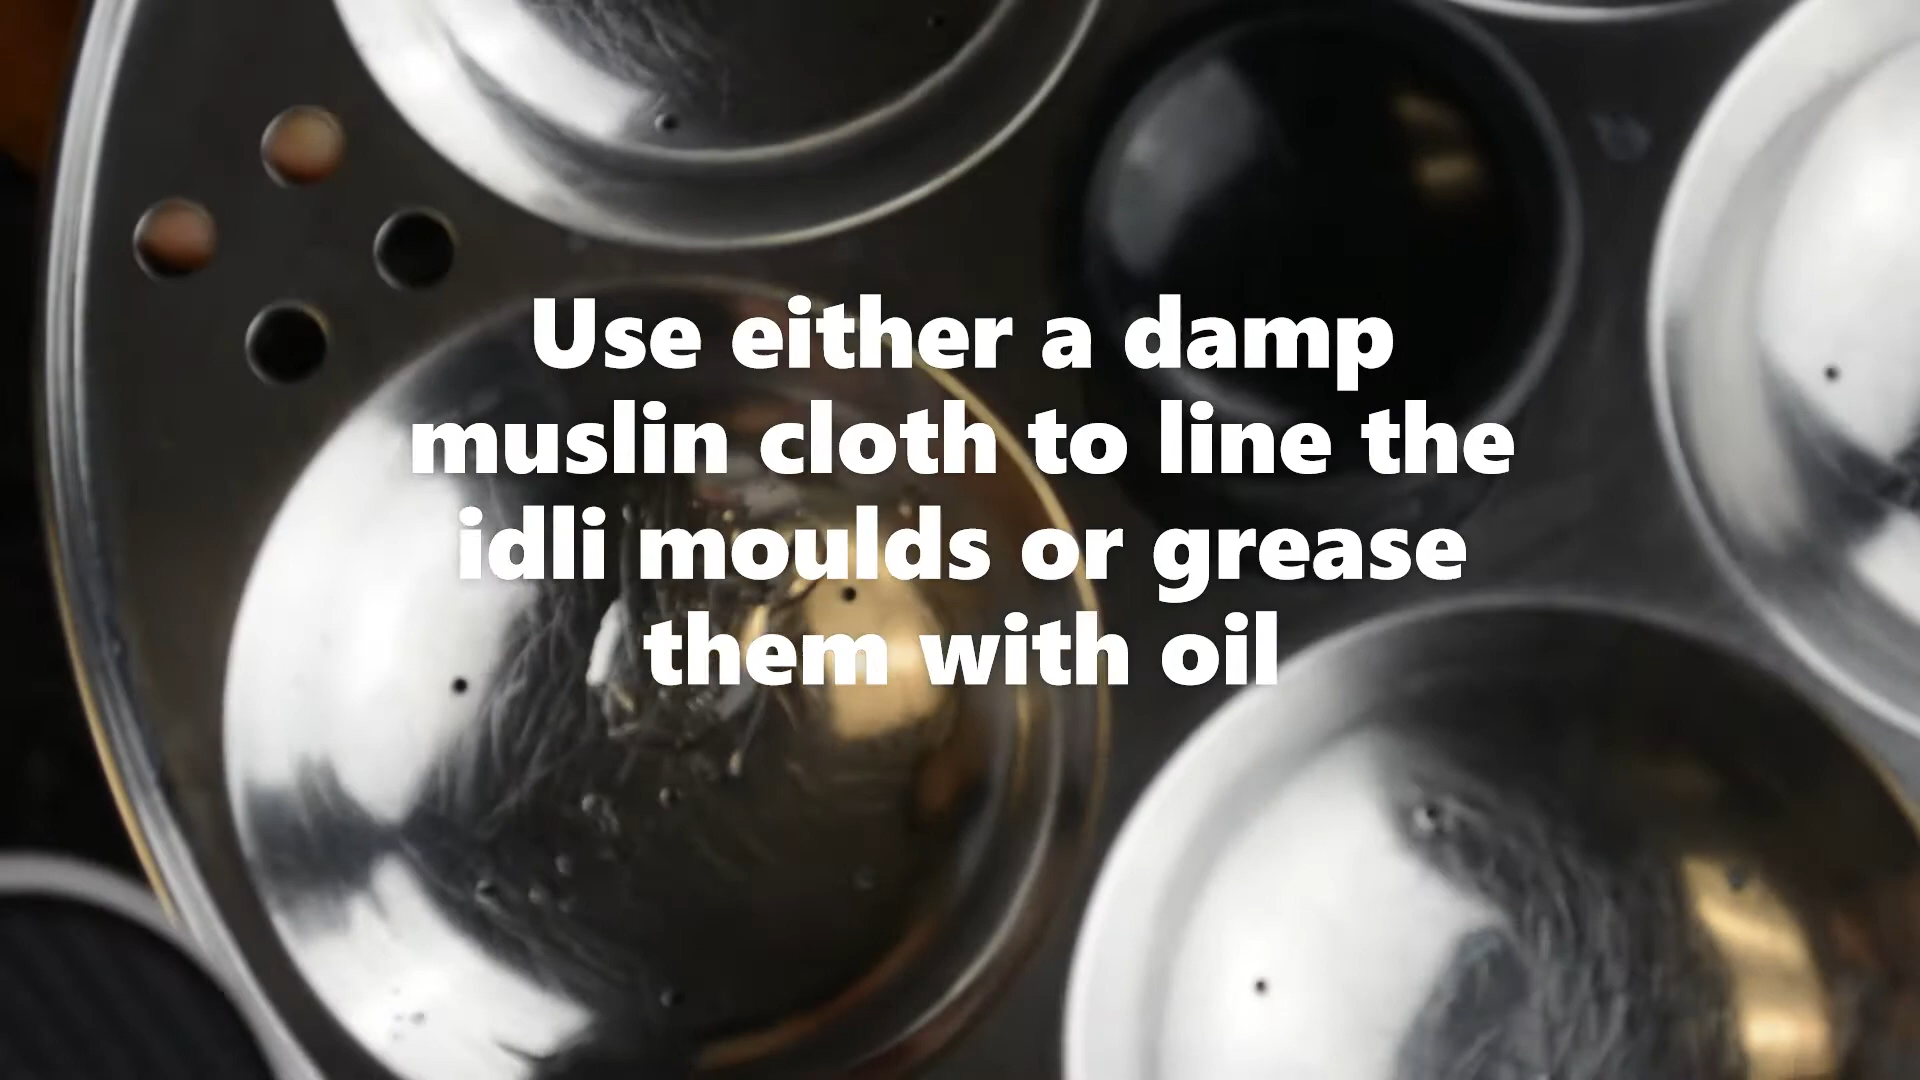 Use either a damp
muslin cloth to line the
idli moulds or grease
them with oil